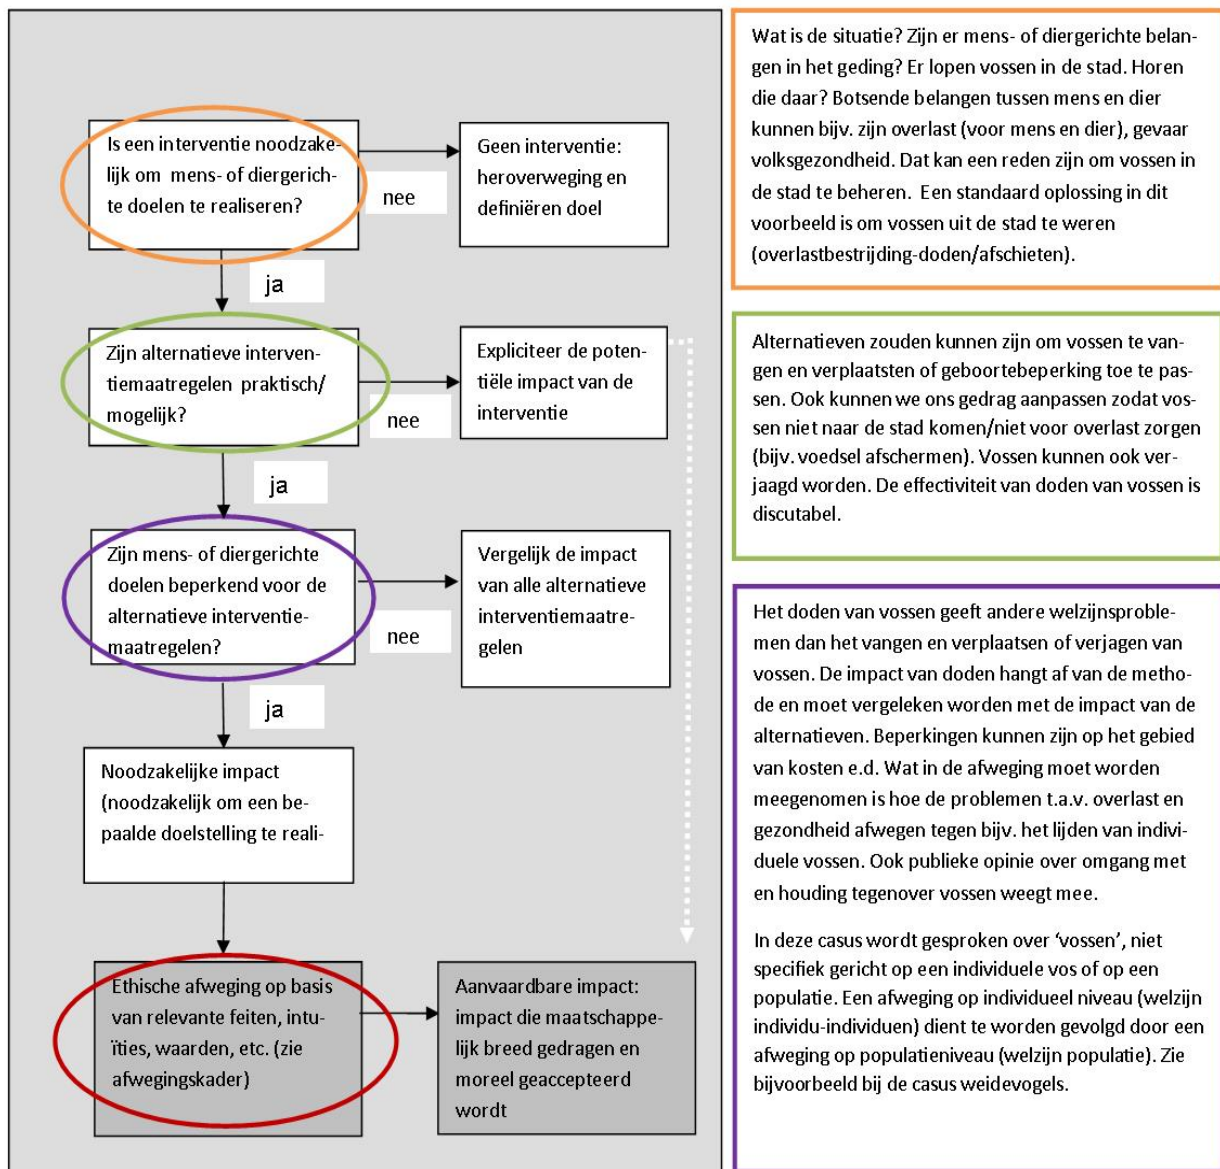 Is een interventie noodzake-
lijk om mens- of diergerich-
te doelen te realiseren?
nee
Geen interventie:
heroverweging en
definiëren doel
ja
Zijn alternatieve interven-
tiemaatregelen praktisch/
mogelijk?
nee
Expliciteer de poten-
tiële impact van de
interventie
ja
Zijn mens- of diergerichte
doelen beperkend voor de
alternatieve interventie-
maatregelen?
nee
Vergelijk de impact
van alle alternatieve
interventiemaatre-
gelen
ja
Noodzakelijke impact
(noodzakelijk om een be-
paalde doelstelling te reali-
Ethische afweging op basis
van relevante feiten, intu-
ïties, waarden, etc. (zie
afwegingskader)
Aanvaardbare impact:
impact die maatschappe-
lijk breed gedragen en
moreel geaccepteerd
wordt
Wat is de situatie? Zijn er mens- of diergerichte belan-
gen in het geding? Er lopen vossen in de stad. Horen
die daar? Botsende belangen tussen mens en dier
kunnen bijv. zijn overlast (voor mens en dier), gevaar
volksgezondheid. Dat kan een reden zijn om vossen in
de stad te beheren. Een standaard oplossing in dit
voorbeeld is om vossen uit de stad te weren
(overlastbestrijding-doden/afschieten).
Alternatieven zouden kunnen zijn om vossen te van-
gen en verplaatsten of geboortebeperking toe te pas-
sen. Ook kunnen we ons gedrag aanpassen zodat vos-
sen niet naar de stad komen/niet voor overlast zorgen
(bijv. voedsel afschermen). Vossen kunnen ook ver-
jaagd worden. De effectiviteit van doden van vossen is
discutabel.
Het doden van vossen geeft andere welzijnsproble-
men dan het vangen en verplaatsen of verjagen van
vossen. De impact van doden hangt af van de metho-
de en moet vergeleken worden met de impact van de
alternatieven. Beperkingen kunnen zijn op het gebied
van kosten e.d. Wat in de afweging moet worden
meegenomen is hoe de problemen t.a.v. overlast en
gezondheid afwegen tegen bijv. het lijden van indivi-
duele vossen. Ook publieke opinie over omgang met
en houding tegenover vossen weegt mee.
In deze casus wordt gesproken over ‘vossen’, niet
specifiek gericht op een individuele vos of op een
populatie. Een afweging op individueel niveau (welzijn
individu-individuen) dient te worden gevolgd door een
afweging op populatieniveau (welzijn populatie). Zie
bijvoorbeeld bij de casus weidevogels.